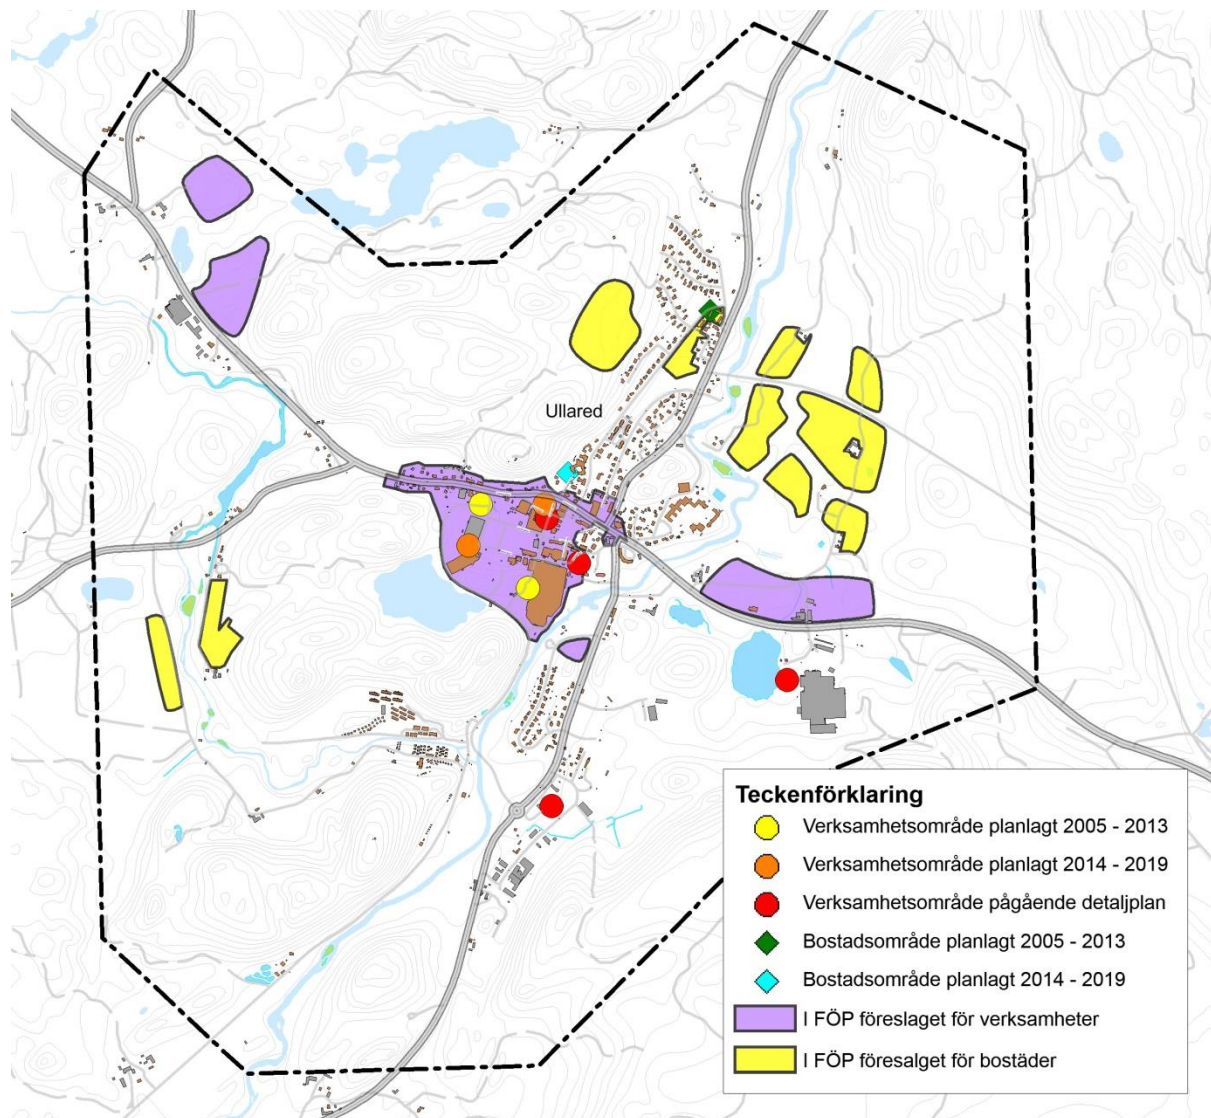 Ullared
Teckenförklaring
Verksamhetsområde planlagt 2005 - 2013
Verksamhetsområde planlagt 2014 - 2019
Verksamhetsområde pågående detaljplan
Bostadsområde planlagt 2005 - 2013
Bostadsområde planlagt 2014 - 2019
I FÖP föreslaget för verksamheter
I FÖP föresalget för bostäder